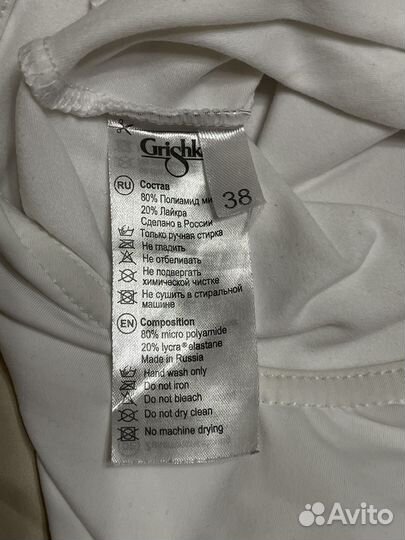 Grishk
38
RU Состав
80% Полиамид ми
20% Лайкра
Сделано в России
Только ручная стирка
Не гладить
Не отбеливать
Не подвергать
химической чистке
Не сушить в стиральной
машине
EN Composition
80% micro polyamide
20% lycra® elastane
Made in Russia
Hand wash only
Do not iron
Do not bleach
Do not dry clean
No machine drying
Avito